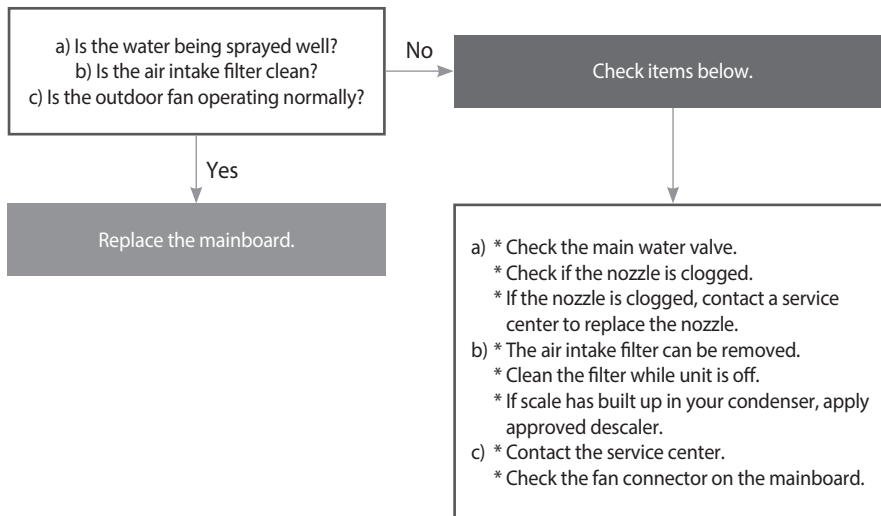 a) Is the water being sprayed well?
b) Is the air intake filter clean?
c) Is the outdoor fan operating normally?
No
Check items below.
Yes
Replace the mainboard.
a) * Check the main water valve.
* Check if the nozzle is clogged.
* If the nozzle is clogged, contact a service
center to replace the nozzle.
b) * The air intake filter can be removed.
* Clean the filter while unit is off.
* If scale has built up in your condenser, apply
approved descaler.
c) * Contact the service center.
* Check the fan connector on the mainboard.